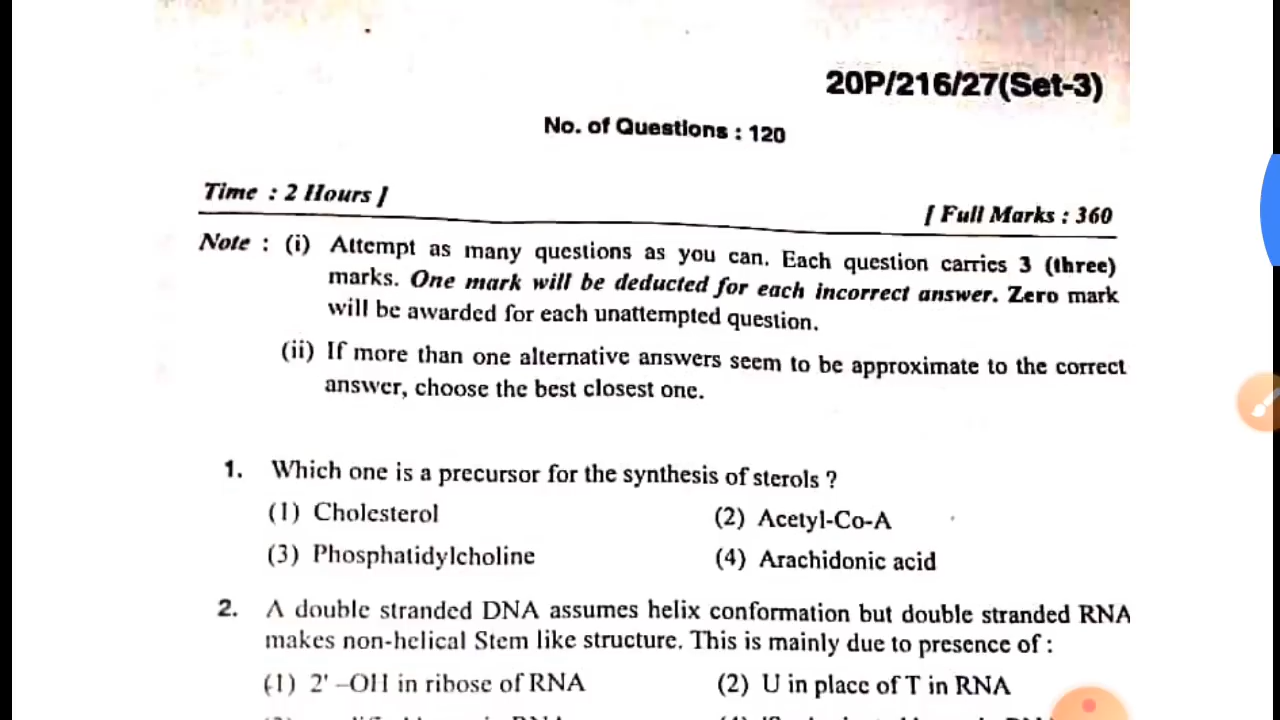 20P/216/27(Set-3)
No. of Questions : 120
Time : 2 Hours ]
[ Full Marks : 360
Note : (i) Attempt as many questions as you can. Each question carries 3 (three)
marks. One mark will be deducted for each incorrect answer. Zero mark
will be awarded for each unattempted question.
(ii) If more than one alternative answers seem to be approximate to the correct
answer, choose the best closest one.
1. Which one is a precursor for the synthesis of sterols ?
(1) Cholesterol (2) Acetyl-Co-A
(3) Phosphatidylcholine (4) Arachidonic acid
2. A double stranded DNA assumes helix conformation but double stranded RNA
makes non-helical Stem like structure. This is mainly due to presence of :
(1) 2' –OH in ribose of RNA (2) U in place of T in RNA